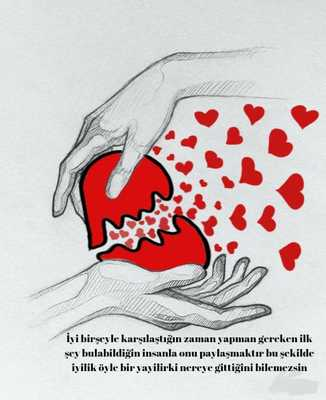 İyi birşeyle karşılaştığın zaman yapman gereken ilk
şey bulabildiğin insanla onu paylaşmaktır bu şekilde
iyilik öyle bir yayilirki nereye gittiğini bilemezsin